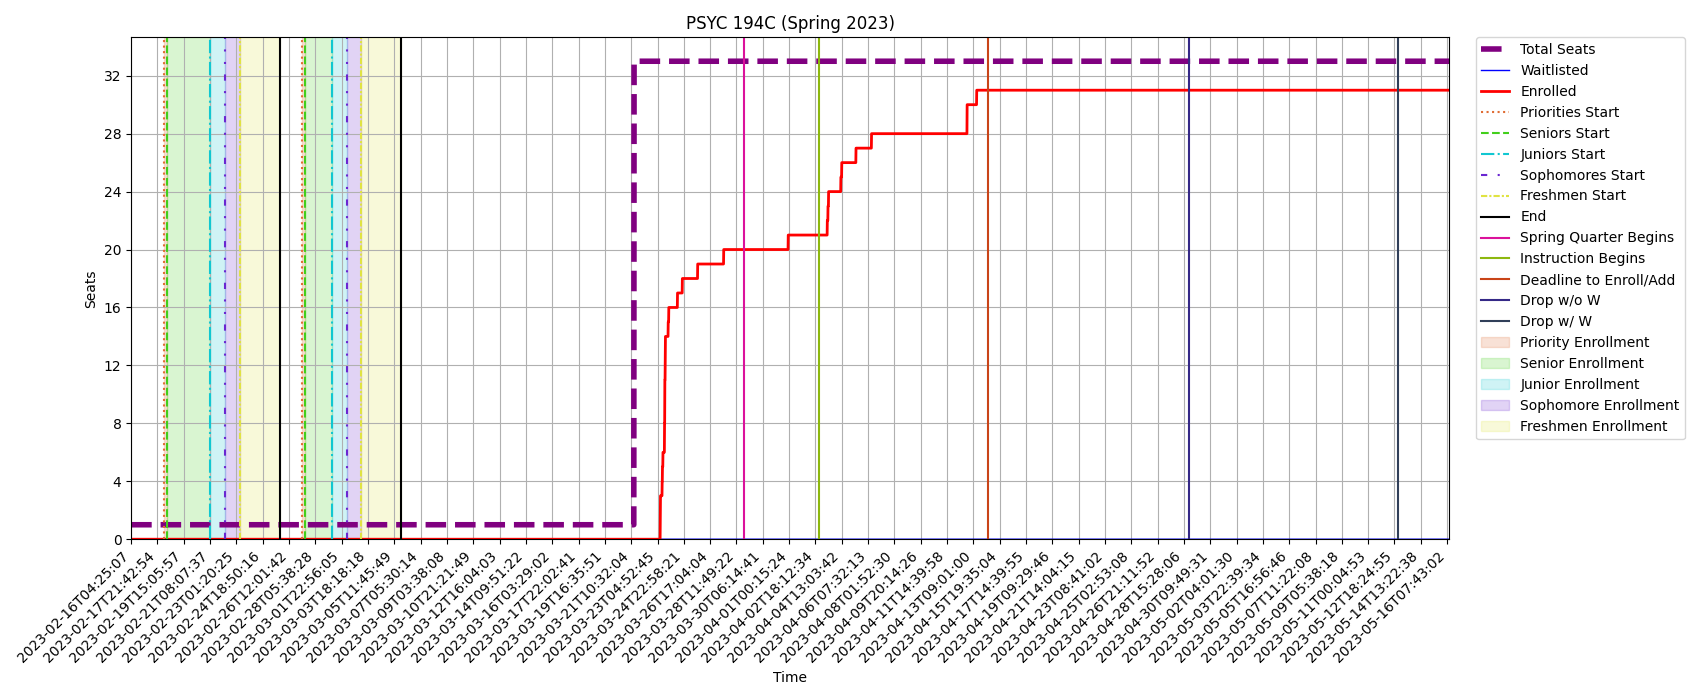 PSYC 194C (Spring 2023)
Seats
32
28
24
20
16
12
8
4
0
2023-02-16T04:25:07
2023-02-17T21:42:54
2023-02-19T15:05:57
2023-02-21T08:07:37
2023-02-23T01:20:25
2023-02-24T18:50:16
2023-02-26T12:01:42
2023-02-28T05:38:28
2023-03-01T22:56:05
2023-03-03T18:18:18
2023-03-05T11:45:49
2023-03-07T05:30:14
2023-03-09T03:38:08
2023-03-10T21:21:49
2023-03-12T16:04:03
2023-03-14T09:51:22
2023-03-16T03:29:02
2023-03-17T22:02:41
2023-03-19T16:35:51
2023-03-21T10:32:04
2023-03-23T04:52:45
2023-03-24T22:58:21
2023-03-26T17:04:04
2023-03-28T11:49:22
2023-03-30T06:14:41
2023-04-01T00:15:24
2023-04-02T18:12:34
2023-04-04T13:03:42
2023-04-06T07:32:13
2023-04-08T01:52:30
2023-04-09T20:14:26
2023-04-11T14:39:58
2023-04-13T09:01:00
2023-04-15T19:35:04
2023-04-17T14:39:55
2023-04-19T09:29:46
2023-04-21T14:04:15
2023-04-23T08:41:02
2023-04-25T02:53:08
2023-04-26T21:11:52
2023-04-28T15:28:06
2023-04-30T09:49:31
2023-05-02T04:01:30
2023-05-03T22:39:34
2023-05-05T16:56:46
2023-05-07T11:22:08
2023-05-09T05:38:18
2023-05-11T00:04:53
2023-05-12T18:24:55
2023-05-14T13:22:38
2023-05-16T07:43:02
Time
Total Seats
Waitlisted
Enrolled
Priorities Start
Seniors Start
Juniors Start
Sophomores Start
Freshmen Start
End
Spring Quarter Begins
Instruction Begins
Deadline to Enroll/Add
Drop w/o W
Drop w/ W
Priority Enrollment
Senior Enrollment
Junior Enrollment
Sophomore Enrollment
Freshmen Enrollment